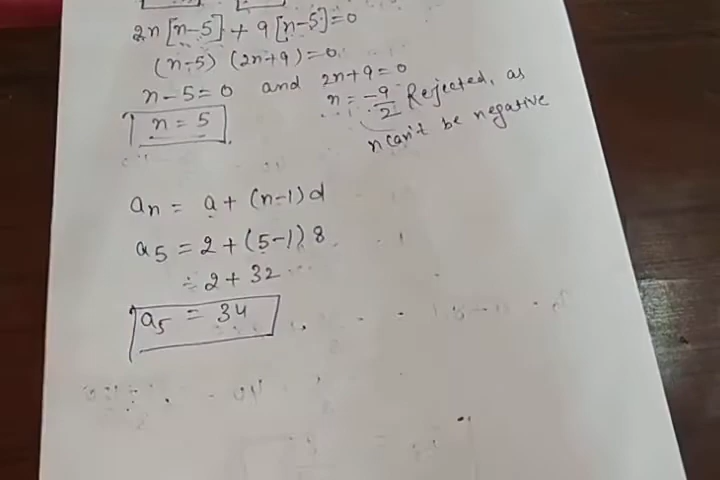 2n[n-5] + 9[n-5]=0
(n-5) (2n+9)=0
n-5=0 and 2n+9=0
n = 5
n = -9/2 Rejected, as
n can't be negative
an = a + (n-1)d
a5 = 2 + (5-1) 8
= 2 + 32
a5 = 34